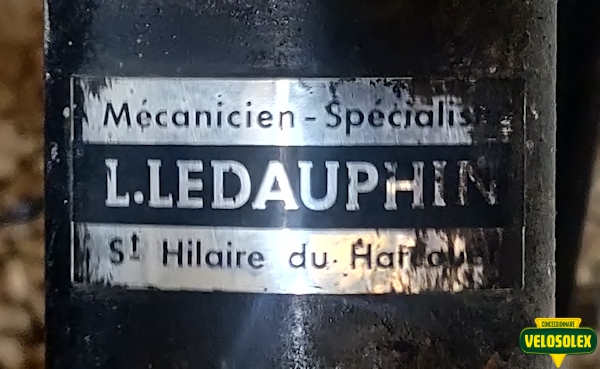 Mécanicien - Spécialis
L.LEDAUPHIN
St Hilaire du
CONCESSIONNAIRE
VELOSOLEX